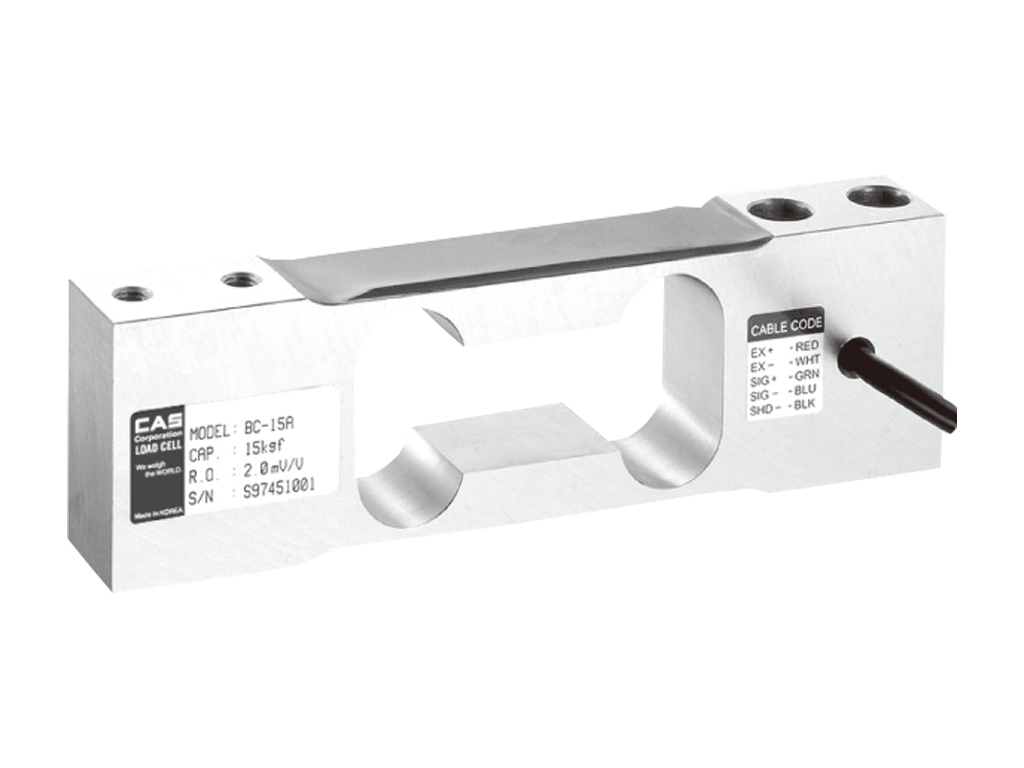 CAS
Corporation
LOAD CELL
We weigh
the WORLD.
Made in KOREA
MODEL : BC-15A
CAP. : 15kgf
R.O. : 2.0mV/V
S/N : S97451001
CABLE CODE
EX+ -RED
EX- -WHT
SIG+ -GRN
SIG- -BLU
SHD- -BLK